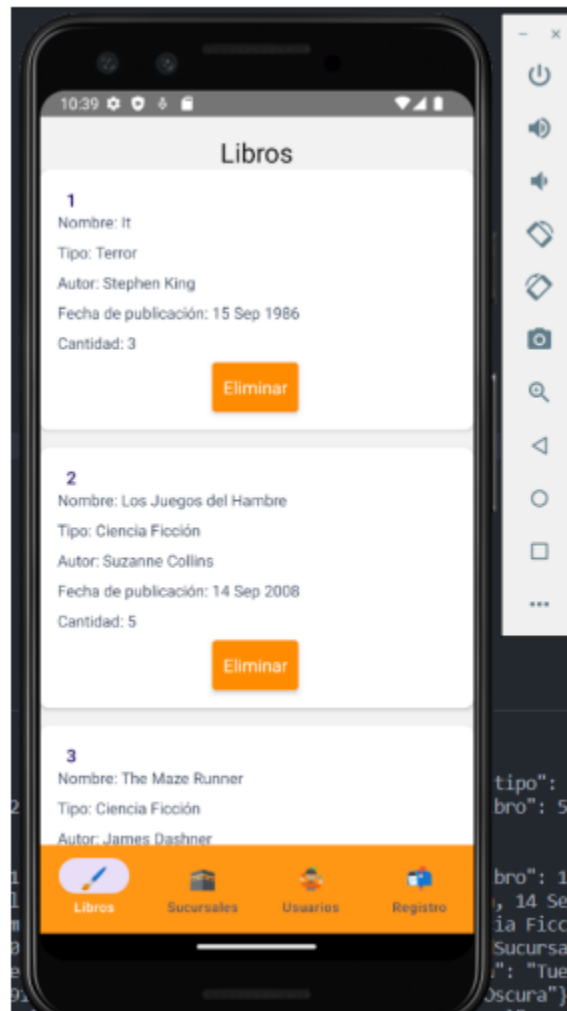 10:39
Libros
1
Nombre: It
Tipo: Terror
Autor: Stephen King
Fecha de publicación: 15 Sep 1986
Cantidad: 3
Eliminar
2
Nombre: Los Juegos del Hambre
Tipo: Ciencia Ficción
Autor: Suzanne Collins
Fecha de publicación: 14 Sep 2008
Cantidad: 5
Eliminar
3
Nombre: The Maze Runner
Tipo: Ciencia Ficción
Autor: James Dashner
Libros Sucursales Usuarios Registro
tipo":
bro": 5
bro": 1
, 14 Se
ia Ficc
Sucursa
": "Tue
Oscura"}